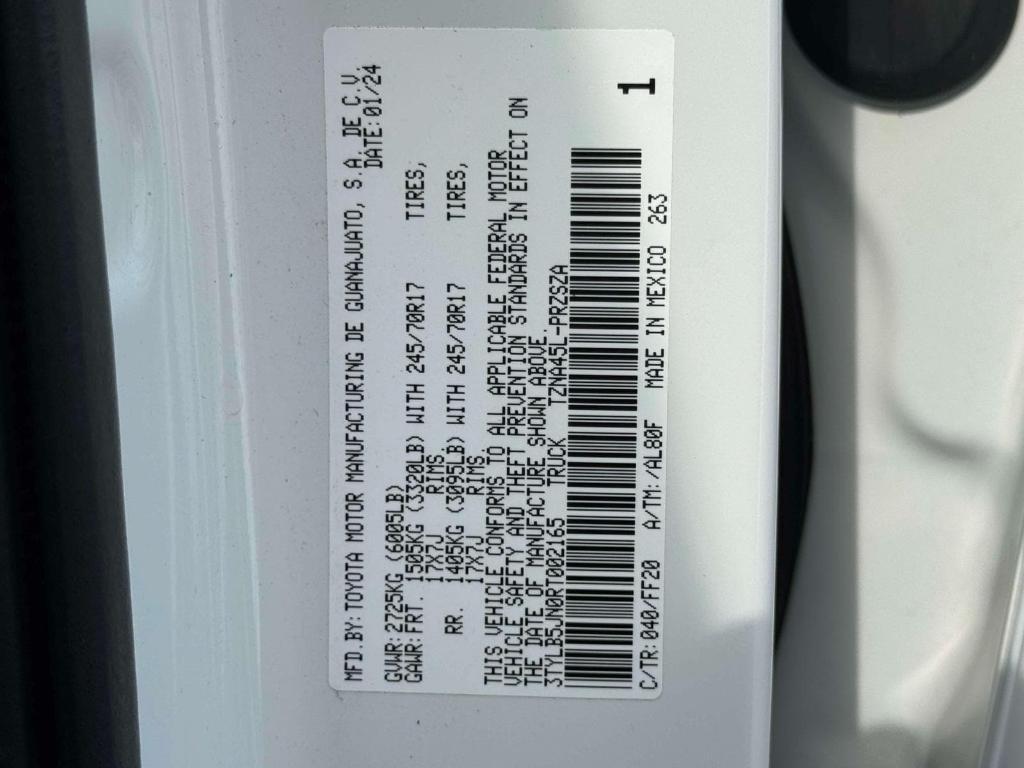 MFD.BY: TOYOTA MOTOR MANUFACTURING DE GUANAJUATO, S.A. DE C.V.
DATE: 01/24
GVWR: 2725KG (6005LB)
GAWR: FRT. 1505KG (3320LB) WITH 245/70R17 TIRES,
17X7J RIMS,
RR. 1405KG (3095LB) WITH 245/70R17 TIRES,
17X7J RIMS,
THIS VEHICLE CONFORMS TO ALL APPLICABLE FEDERAL MOTOR
VEHICLE SAFETY AND THEFT PREVENTION STANDARDS IN EFFECT ON
THE DATE OF MANUFACTURE SHOWN ABOVE.
3TYLB5JN0RT002165 TRUCK TZNA45L-PRZSZA
1
C/TR: 040/FF20 A/TM: /AL80F MADE IN MEXICO 263